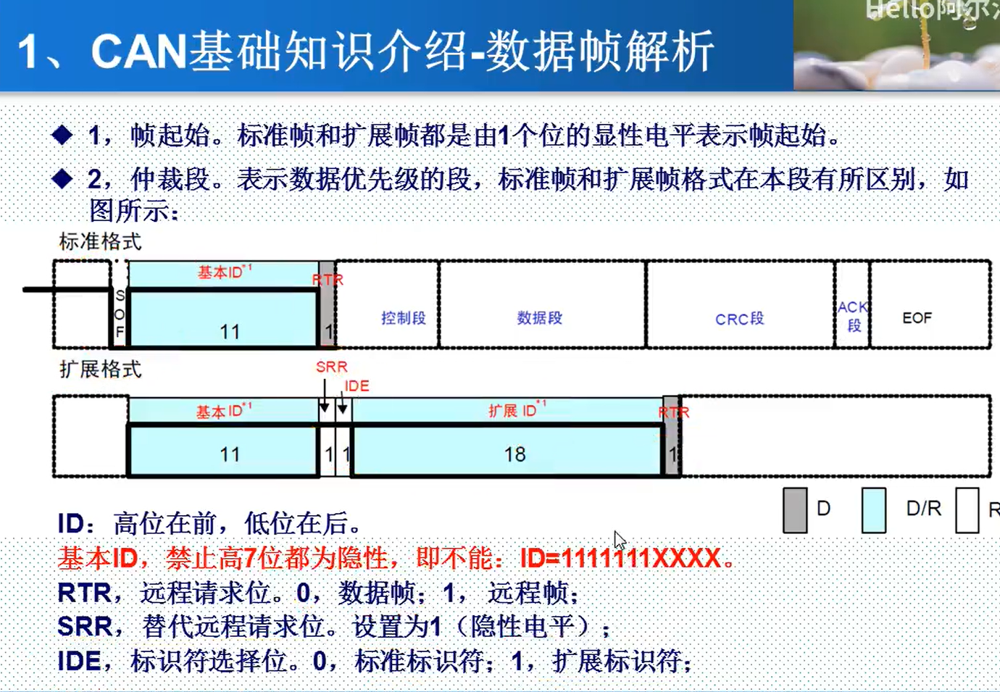 Hello阿尔
1、CAN基础知识介绍-数据帧解析
◆ 1，帧起始。标准帧和扩展帧都是由1个位的显性电平表示帧起始。
◆ 2，仲裁段。表示数据优先级的段，标准帧和扩展帧格式在本段有所区别，如
图所示：
标准格式
基本ID*1
RTR
SOF
11
1
控制段
数据段
CRC段
ACK
段
EOF
扩展格式
SRR
IDE
基本ID*1
扩展 ID*1
RTR
11
1
1
18
1
D
D/R
R
ID：高位在前，低位在后。
基本ID，禁止高7位都为隐性，即不能：ID=1111111XXXX。
RTR，远程请求位。0，数据帧；1， 远程帧；
SRR，替代远程请求位。设置为1（隐性电平）；
IDE，标识符选择位。0，标准标识符；1，扩展标识符；